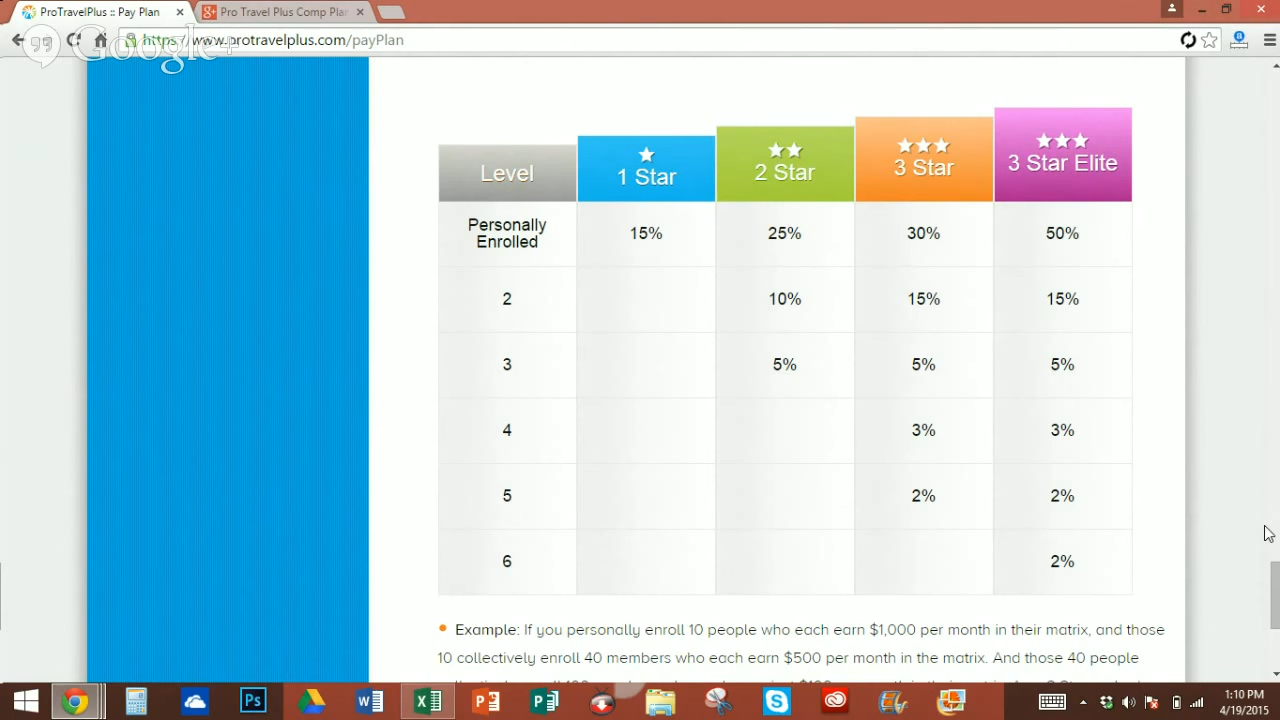 ProTravelPlus :: Pay Plan
Pro Travel Plus Comp Plan
https://www.protravelplus.com/payPlan
Google+
Level
1 Star
2 Star
3 Star
3 Star Elite
Personally Enrolled 15% 25% 30% 50%
2 10% 15% 15%
3 5% 5% 5%
4 3% 3%
5 2% 2%
6 2%
Example: If you personally enroll 10 people who each earn $1,000 per month in their matrix, and those
10 collectively enroll 40 members who each earn $500 per month in the matrix. And those 40 people
1:10 PM
4/19/2015